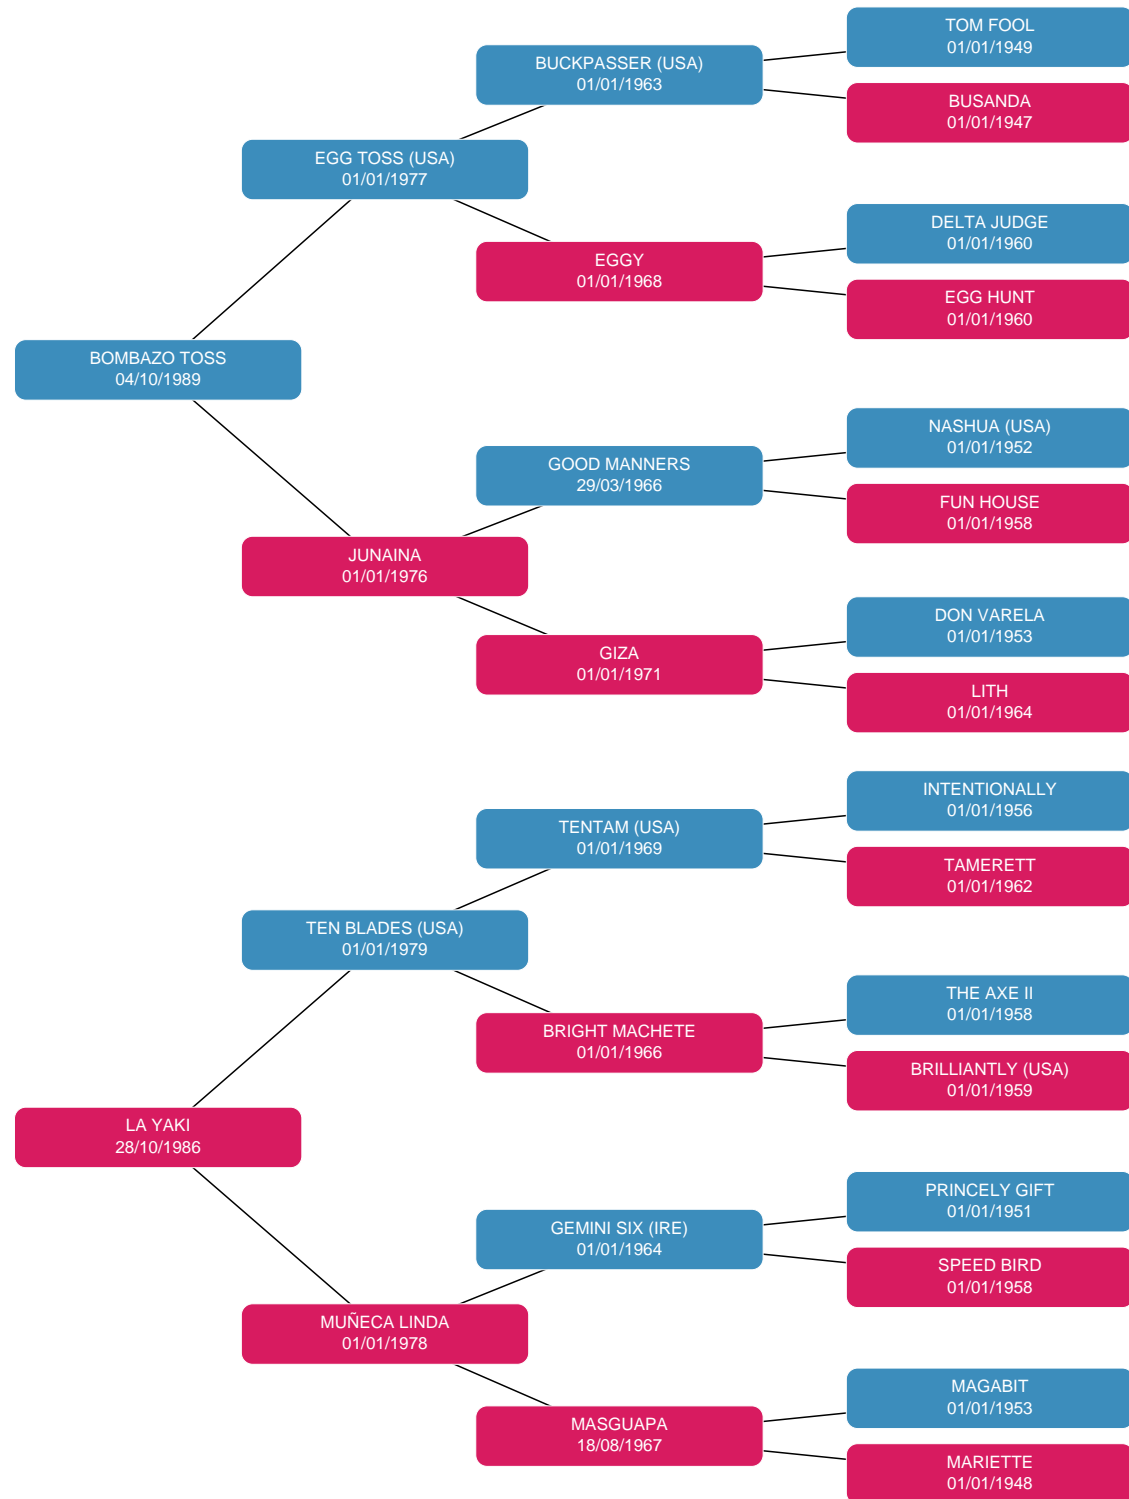 TOM FOOL
01/01/1949
BUCKPASSER (USA)
01/01/1963
BUSANDA
01/01/1947
EGG TOSS (USA)
01/01/1977
DELTA JUDGE
01/01/1960
EGGY
01/01/1968
EGG HUNT
01/01/1960
BOMBAZO TOSS
04/10/1989
NASHUA (USA)
01/01/1952
GOOD MANNERS
29/03/1966
FUN HOUSE
01/01/1958
JUNAINA
01/01/1976
DON VARELA
01/01/1953
GIZA
01/01/1971
LITH
01/01/1964
INTENTIONALLY
01/01/1956
TENTAM (USA)
01/01/1969
TAMERETT
01/01/1962
TEN BLADES (USA)
01/01/1979
THE AXE II
01/01/1958
BRIGHT MACHETE
01/01/1966
BRILLIANTLY (USA)
01/01/1959
LA YAKI
28/10/1986
PRINCELY GIFT
01/01/1951
GEMINI SIX (IRE)
01/01/1964
SPEED BIRD
01/01/1958
MUÑECA LINDA
01/01/1978
MAGABIT
01/01/1953
MASGUAPA
18/08/1967
MARIETTE
01/01/1948